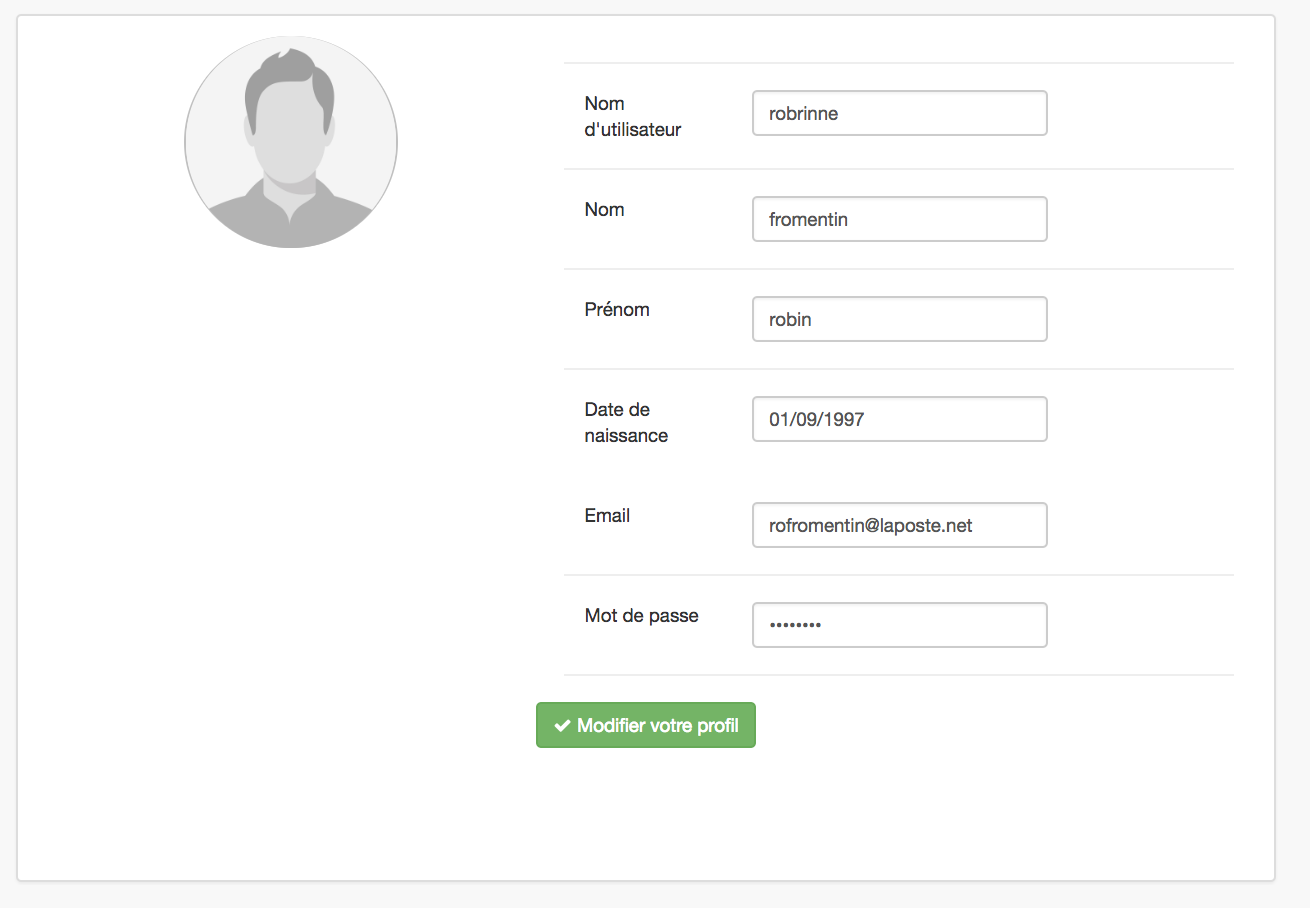 Nom
d'utilisateur
robrinne
Nom
fromentin
Prénom
robin
Date de
naissance
01/09/1997
Email
rofromentin@laposte.net
Mot de passe
••••••••
Modifier votre profil